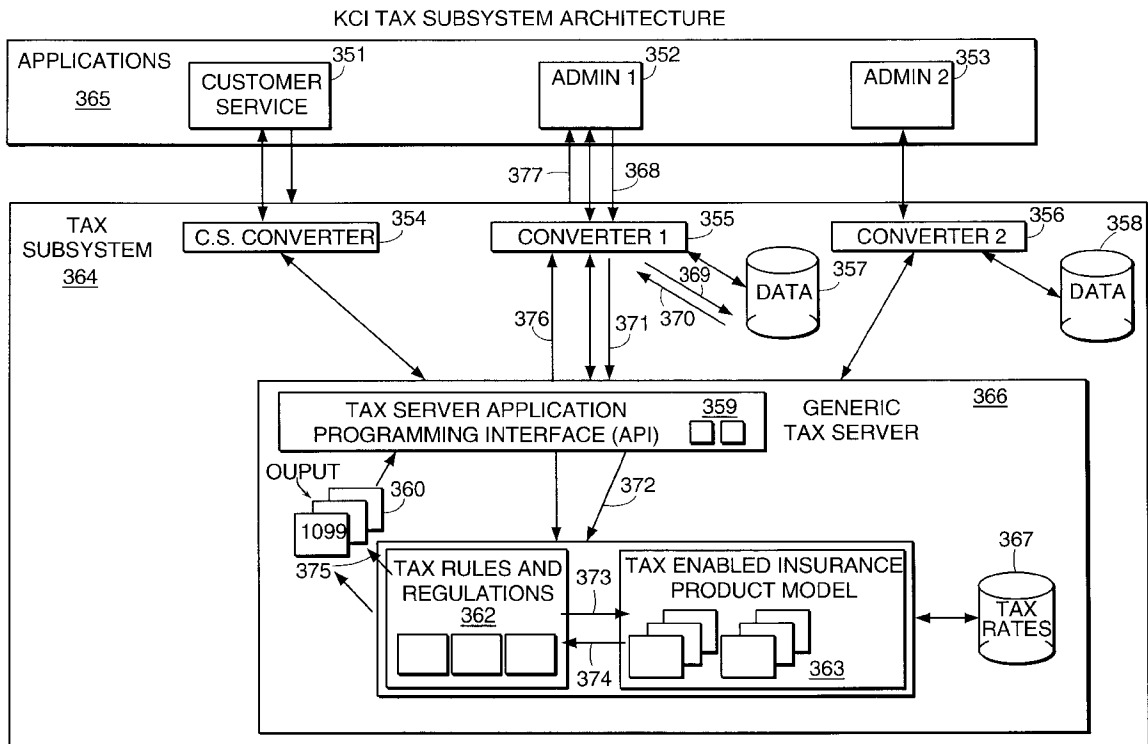 KCI TAX SUBSYSTEM ARCHITECTURE
APPLICATIONS
365
CUSTOMER
SERVICE
351
ADMIN 1
352
ADMIN 2
353
377
368
TAX
SUBSYSTEM
364
C.S. CONVERTER
354
CONVERTER 1
355
CONVERTER 2
356
358
DATA
357
DATA
369
370
376
371
366
TAX SERVER APPLICATION
PROGRAMMING INTERFACE (API)
359
GENERIC
TAX SERVER
OUPUT
360
1099
372
375
TAX RULES AND
REGULATIONS
362
373
374
TAX ENABLED INSURANCE
PRODUCT MODEL
363
367
TAX
RATES